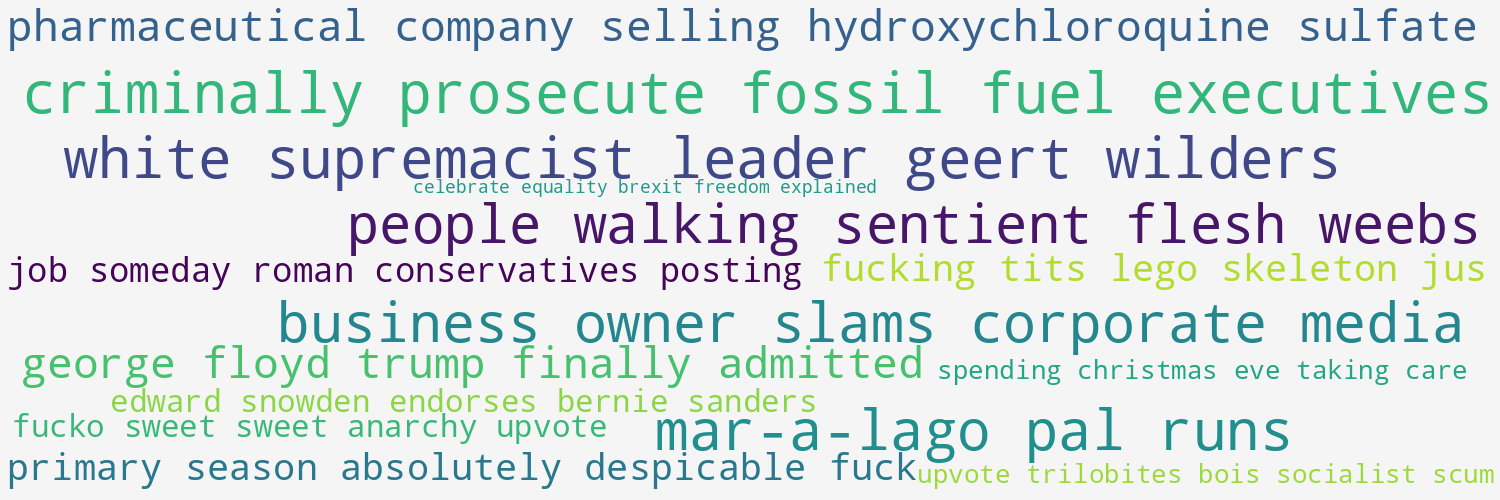 pharmaceutical company selling hydroxychloroquine sulfate
criminally prosecute fossil fuel executives
white supremacist leader geert wilders
celebrate equality brexit freedom explained
people walking sentient flesh weebs
job someday roman conservatives posting
fucking tits lego skeleton jus
business owner slams corporate media
george floyd trump finally admitted
spending christmas eve taking care
edward snowden endorses bernie sanders
fucko sweet sweet anarchy upvote
mar-a-lago pal runs
primary season absolutely despicable fuck
upvote trilobites bois socialist scum